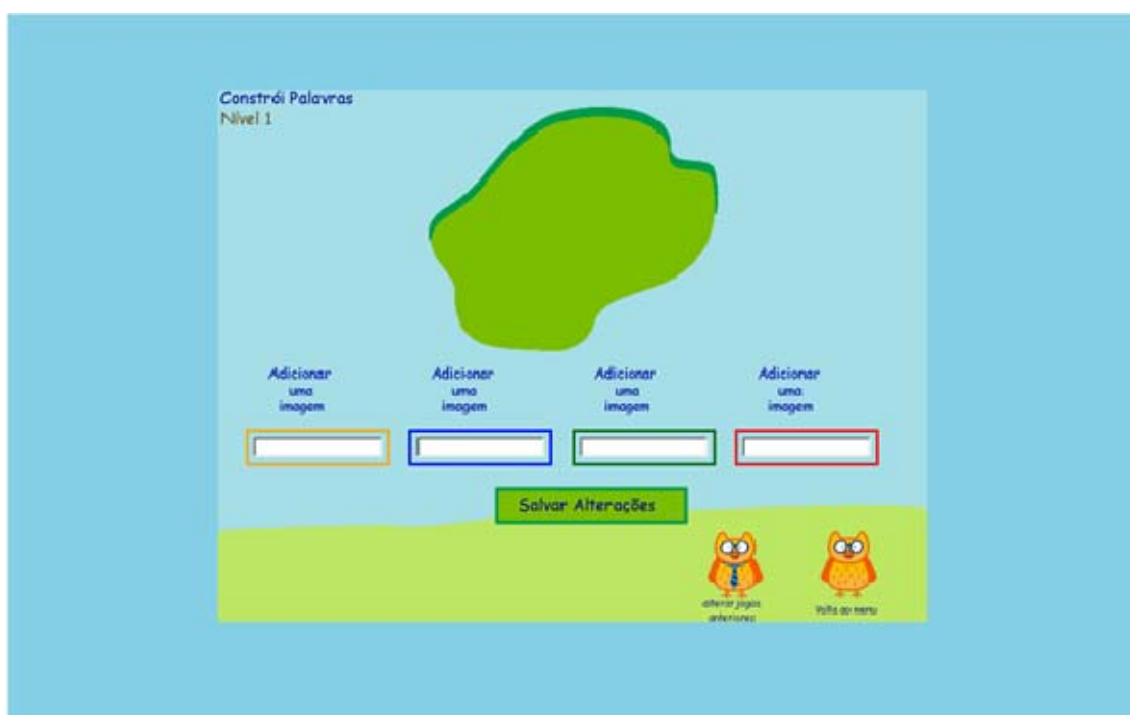 Constrói Palavras
Nível 1
Adicionar
uma
imagem
Adicionar
uma
imagem
Adicionar
uma
imagem
Adicionar
uma
imagem
Salvar Alterações
alterar jogos
anteriores
Volta ao menu